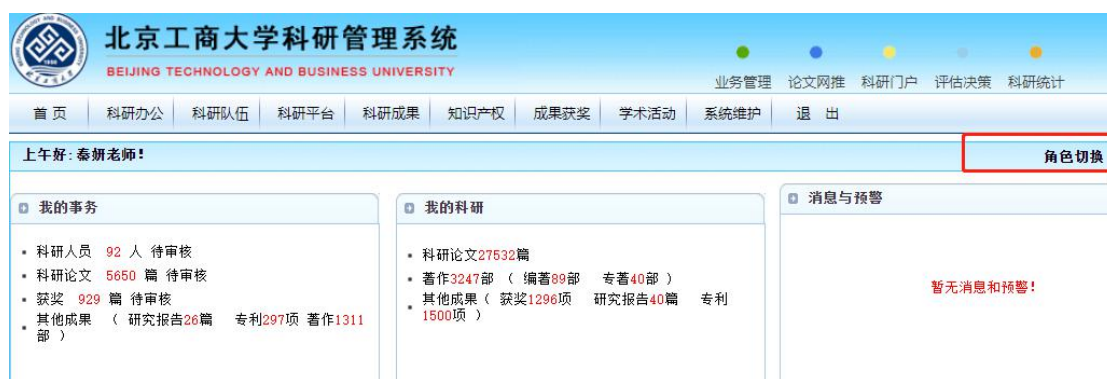 北京工商大学科研管理系统
BEIJING TECHNOLOGY AND BUSINESS UNIVERSITY
业务管理 论文网推 科研门户 评估决策 科研统计
首页 科研办公 科研队伍 科研平台 科研成果 知识产权 成果获奖 学术活动 系统维护 退 出
上午好:秦妍老师! 角色切换
我的事务
科研人员 92 人 待审核
科研论文 5650 篇 待审核
获奖 929 篇 待审核
其他成果 ( 研究报告26篇 专利297项 著作1311
部 )
我的科研
科研论文27532篇
著作3247部 ( 编著89部 专著40部 )
其他成果( 获奖1296项 研究报告40篇 专利
1500项 )
消息与预警
暂无消息和预警!